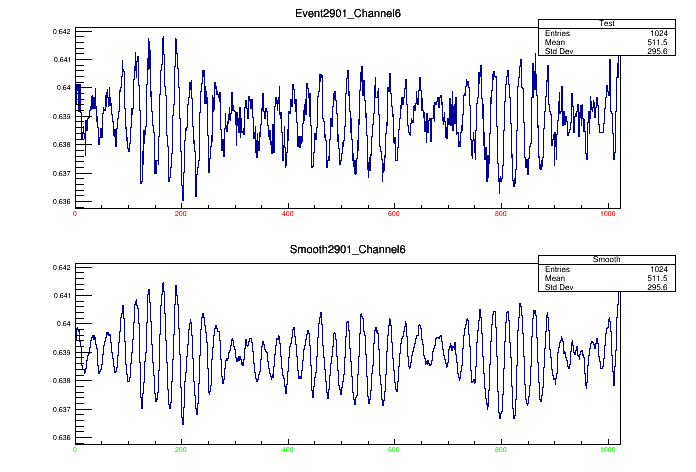 Event2901_Channel6
Test
Entries 1024
Mean 511.5
Std Dev 295.6
0.642
0.641
0.64
0.639
0.638
0.637
0.636
0 200 400 600 800 1000
Smooth2901_Channel6
Smooth
Entries 1024
Mean 511.5
Std Dev 295.6
0.642
0.641
0.64
0.639
0.638
0.637
0.636
0 200 400 600 800 1000